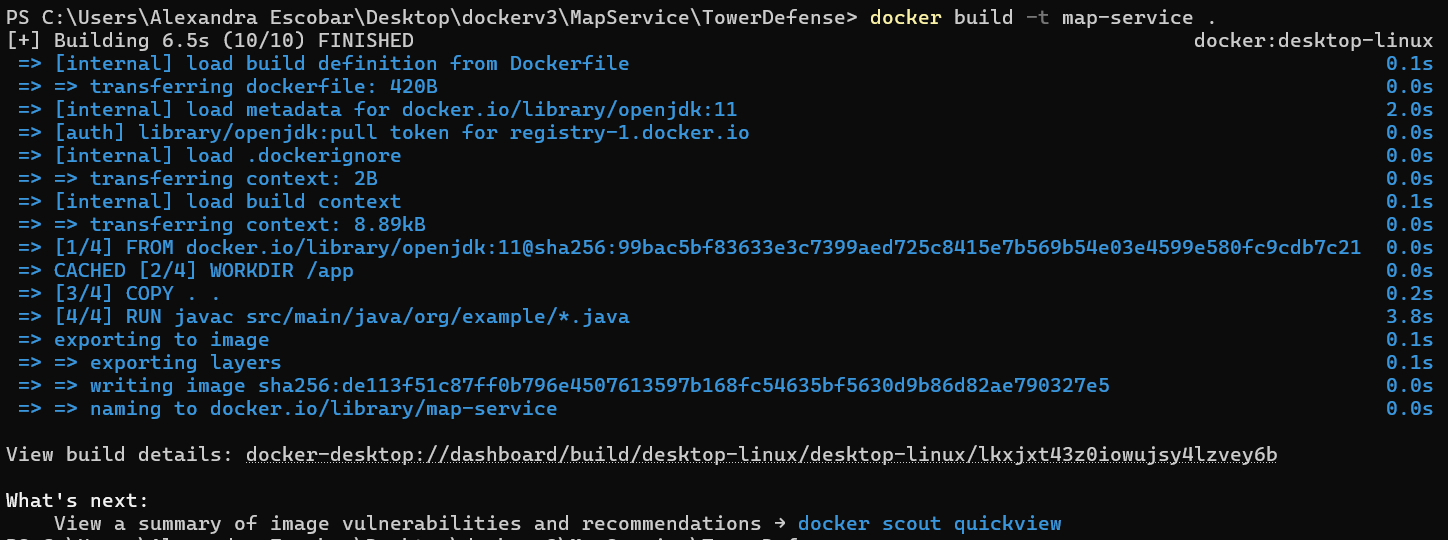 PS C:\Users\Alexandra Escobar\Desktop\dockerv3\MapService\TowerDefense> docker build -t map-service .
[+] Building 6.5s (10/10) FINISHED docker:desktop-linux
=> [internal] load build definition from Dockerfile 0.1s
=> => transferring dockerfile: 420B 0.0s
=> [internal] load metadata for docker.io/library/openjdk:11 2.0s
=> [auth] library/openjdk:pull token for registry-1.docker.io 0.0s
=> [internal] load .dockerignore 0.0s
=> => transferring context: 2B 0.0s
=> [internal] load build context 0.1s
=> => transferring context: 8.89kB 0.0s
=> [1/4] FROM docker.io/library/openjdk:11@sha256:99bac5bf83633e3c7399aed725c8415e7b569b54e03e4599e580fc9cdb7c21 0.0s
=> CACHED [2/4] WORKDIR /app 0.0s
=> [3/4] COPY . . 0.2s
=> [4/4] RUN javac src/main/java/org/example/*.java 3.8s
=> exporting to image 0.1s
=> => exporting layers 0.1s
=> => writing image sha256:de113f51c87ff0b796e4507613597b168fc54635bf5630d9b86d82ae790327e5 0.0s
=> => naming to docker.io/library/map-service 0.0s
View build details: docker-desktop://dashboard/build/desktop-linux/desktop-linux/lkxjxt43z0iowujsy4lzvey6b
What's next:
View a summary of image vulnerabilities and recommendations → docker scout quickview